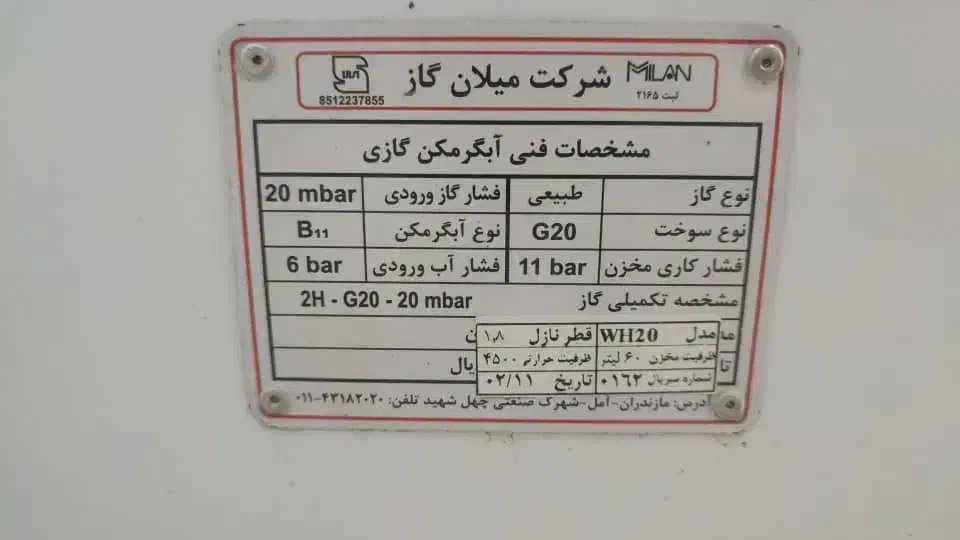 شرکت میلان گاز
MILAN
ثبت ۲۱۶۵
8512237855
مشخصات فنی آبگرمکن گازی
نوع گاز طبیعی فشار گاز ورودی 20 mbar
نوع سوخت G20 نوع آبگرمکن B11
فشار کاری مخزن 11 bar فشار آب ورودی 6 bar
مشخصه تکمیلی گاز 2H - G20 - 20 mbar
مدل WH20 قطر نازل ۱٫۸
ظرفیت مخزن ۶۰ لیتر ظرفیت حرارتی ۴۵۰۰
شماره سریال ۰۱۶۲ تاریخ ۰۲/۱۱
آدرس: مازندران-آمل-شهرک صنعتی چهل شهید تلفن: ۴۳۱۸۲۰۲۰-۰۱۱